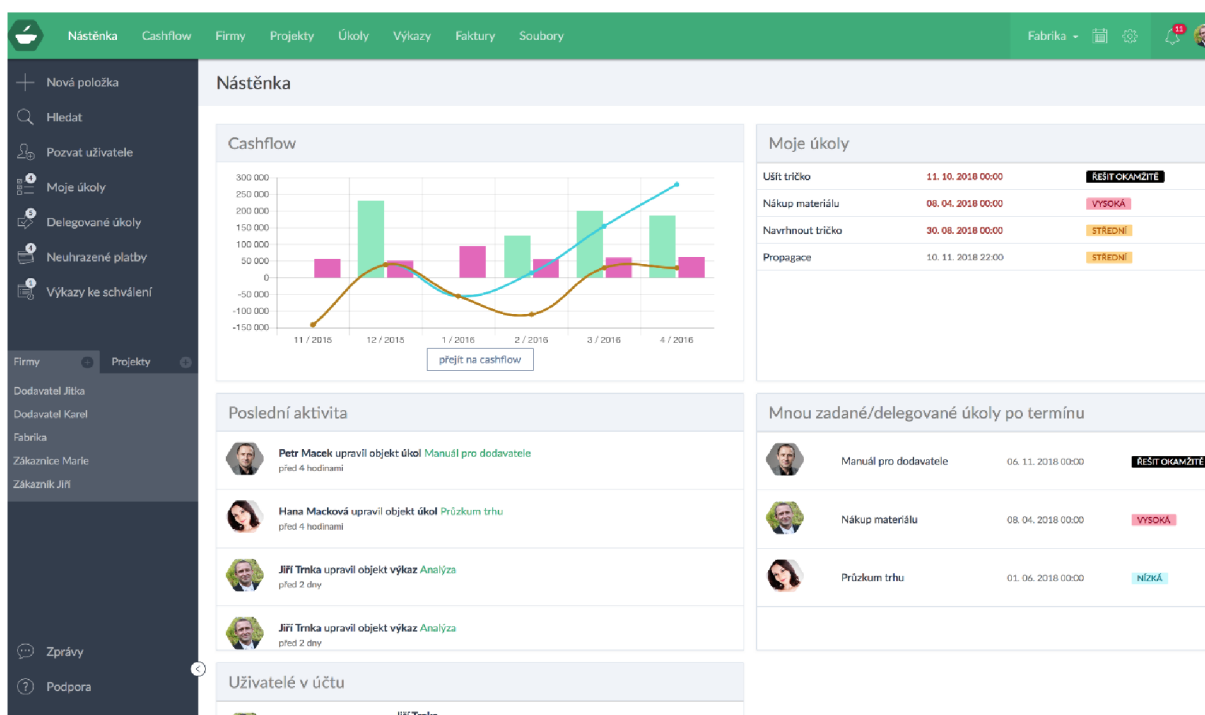 Nástěnka Cashflow Firmy Projekty Úkoly Výkazy Faktury Soubory Fabrika 11
Nová položka
Hledat
Pozvat uživatele
4
Moje úkoly
5
Delegované úkoly
4
Neuhrazené platby
Výkazy ke schválení
Firmy Projekty
Dodavatel Jitka
Dodavatel Karel
Fabrika
Zákaznice Marie
Zákazník Jiří
Zprávy
Podpora
Nástěnka
Cashflow
300 000
250 000
200 000
150 000
100 000
50 000
0
-50 000
-100 000
-150 000
11 / 2015 12 / 2015 1 / 2016 2 / 2016 3 / 2016 4 / 2016
přejít na cashflow
Moje úkoly
Ušít tričko 11. 10. 2018 00:00 ŘEŠIT OKAMŽITĚ
Nákup materiálu 08. 04. 2018 00:00 VYSOKÁ
Navrhnout tričko 30. 08. 2018 00:00 STŘEDNÍ
Propagace 10. 11. 2018 22:00 STŘEDNÍ
Poslední aktivita
Petr Macek upravil objekt úkol Manuál pro dodavatele
před 4 hodinami
Hana Macková upravil objekt úkol Průzkum trhu
před 4 hodinami
Jiří Trnka upravil objekt výkaz Analýza
před 2 dny
Jiří Trnka upravil objekt výkaz Analýza
před 2 dny
Mnou zadané/delegované úkoly po termínu
Manuál pro dodavatele 06. 11. 2018 00:00 ŘEŠIT OKAMŽITĚ
Nákup materiálu 08. 04. 2018 00:00 VYSOKÁ
Průzkum trhu 01. 06. 2018 00:00 NÍZKÁ
Uživatelé v účtu
Jiří Trnka